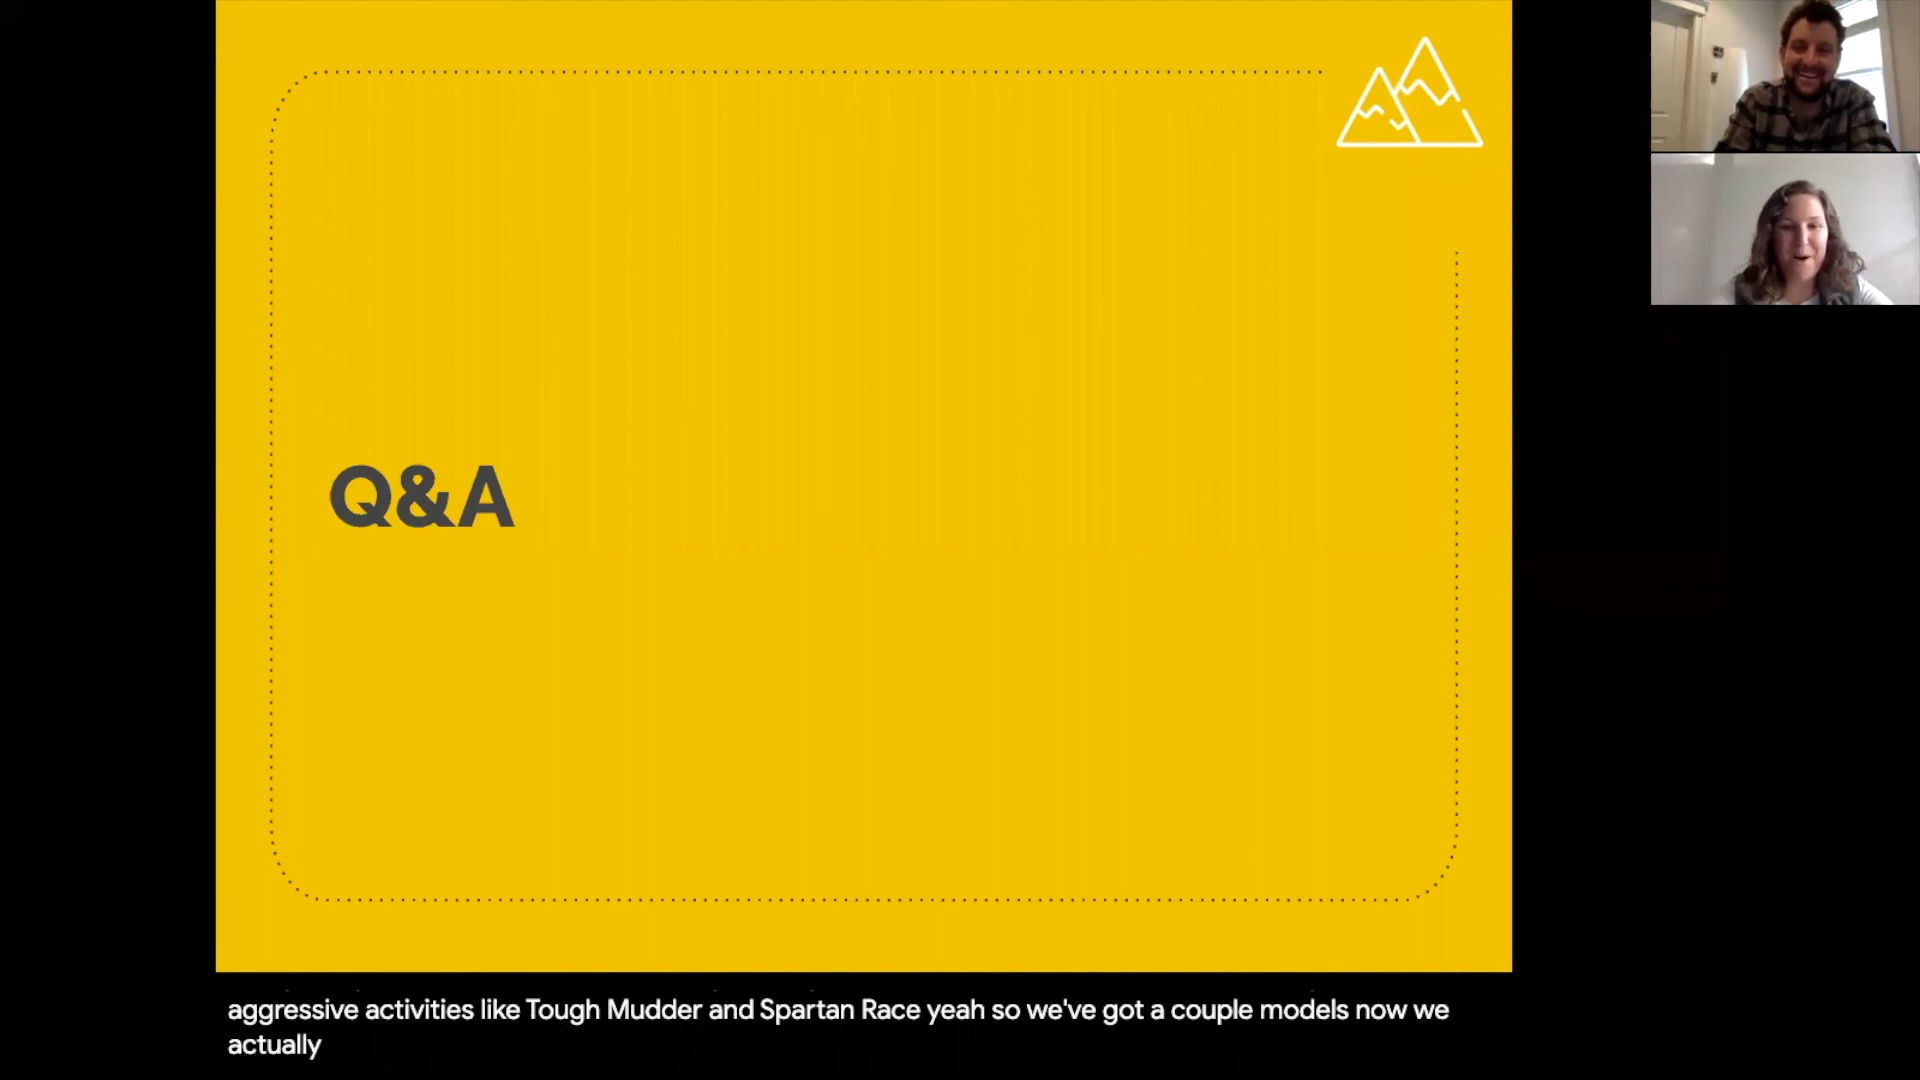 Q&A
aggressive activities like Tough Mudder and Spartan Race yeah so we've got a couple models now we
actually